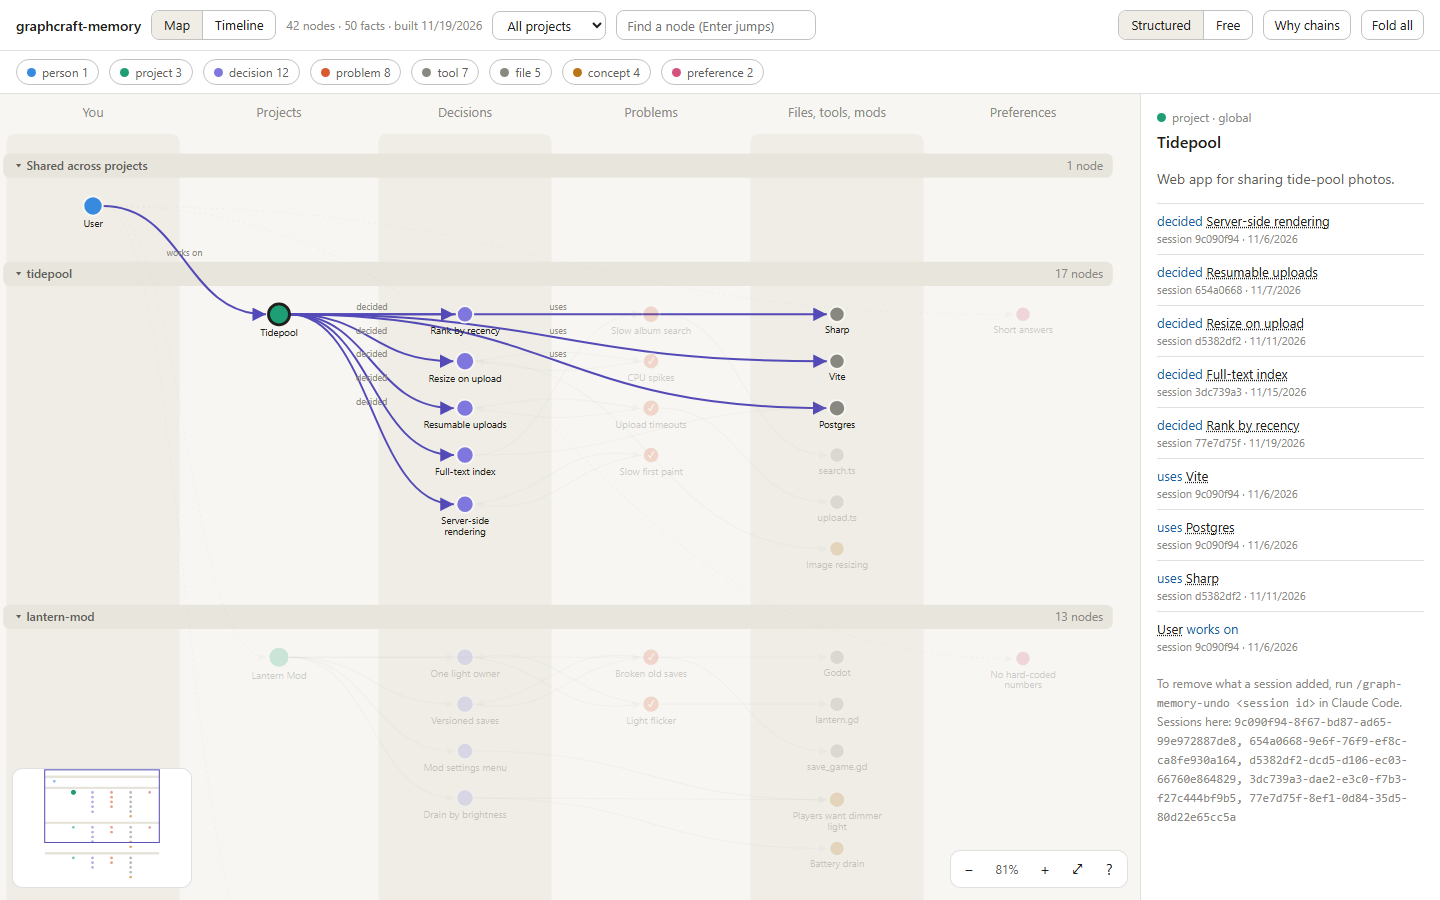 graphcraft-memory
Map
Timeline
42 nodes · 50 facts · built 11/19/2026
All projects
Find a node (Enter jumps)
Structured
Free
Why chains
Fold all
person 1
project 3
decision 12
problem 8
tool 7
file 5
concept 4
preference 2
You
Projects
Decisions
Problems
Files, tools, mods
Preferences
Shared across projects
1 node
User
works on
tidepool
17 nodes
Tidepool
decided
decided
decided
decided
decided
Rank by recency
Resize on upload
Resumable uploads
Full-text index
Server-side
rendering
uses
uses
uses
Slow album search
CPU spikes
Upload timeouts
Slow first paint
Sharp
Vite
Postgres
search.ts
upload.ts
Image resizing
Short answers
lantern-mod
13 nodes
Lantern Mod
One light owner
Versioned saves
Mod settings menu
Drain by brightness
Broken old saves
Light flicker
Godot
lantern.gd
save_game.gd
Players want dimmer
light
Battery drain
No hard-coded
numbers
−
81%
+
?
project · global
Tidepool
Web app for sharing tide-pool photos.
decided Server-side rendering
session 9c090f94 · 11/6/2026
decided Resumable uploads
session 654a0668 · 11/7/2026
decided Resize on upload
session d5382df2 · 11/11/2026
decided Full-text index
session 3dc739a3 · 11/15/2026
decided Rank by recency
session 77e7d75f · 11/19/2026
uses Vite
session 9c090f94 · 11/6/2026
uses Postgres
session 9c090f94 · 11/6/2026
uses Sharp
session d5382df2 · 11/11/2026
User works on
session 9c090f94 · 11/6/2026
To remove what a session added, run /graph-
memory-undo <session id> in Claude Code.
Sessions here: 9c090f94-8f67-bd87-ad65-
99e972887de8, 654a0668-9e6f-76f9-ef8c-
ca8fe930a164, d5382df2-dcd5-d106-ec03-
66760e864829, 3dc739a3-dae2-e3c0-f7b3-
f27c444bf9b5, 77e7d75f-8ef1-0d84-35d5-
80d22e65cc5a